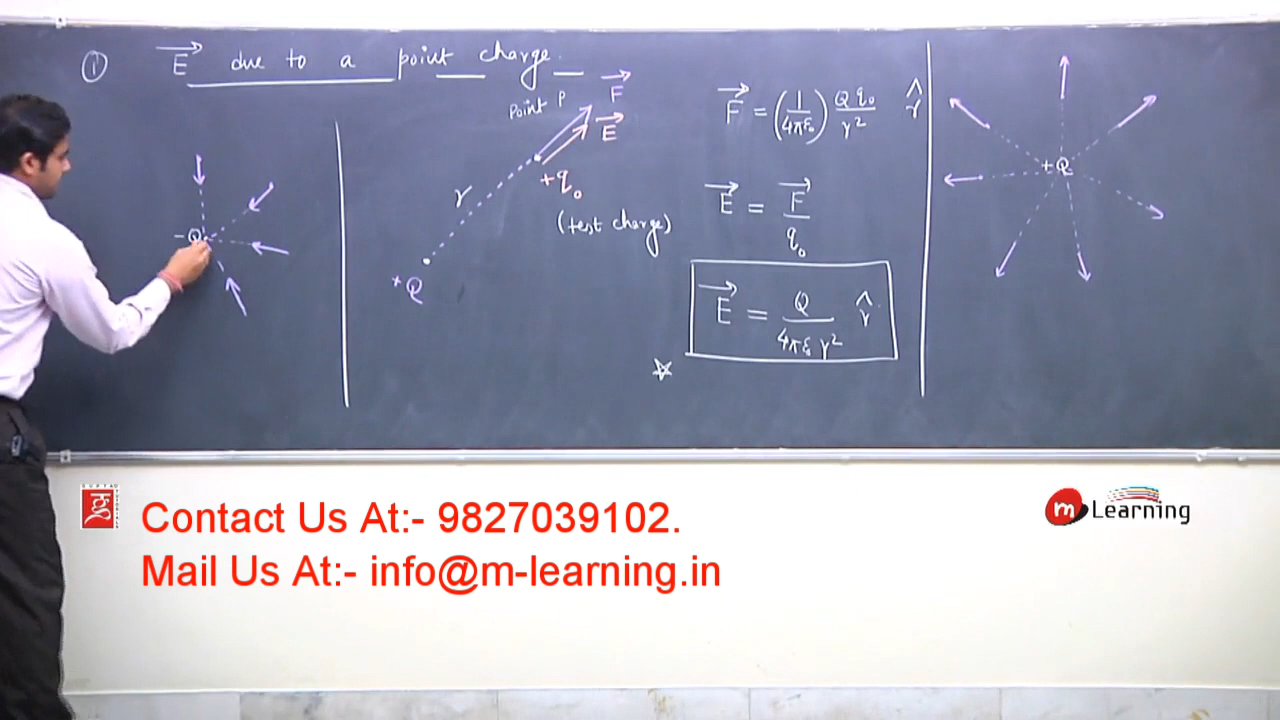 ① E⃗ due to a point charge.
- Q
Point P
F⃗
E⃗
+q₀
(test charge)
r
+Q
F⃗ = (1/4πε₀) Qq₀/r² r̂
E⃗ = F⃗/q₀
E⃗ = Q/4πε₀r² r̂
+Q
Contact Us At:- 9827039102.
Mail Us At:- info@m-learning.in
m Learning